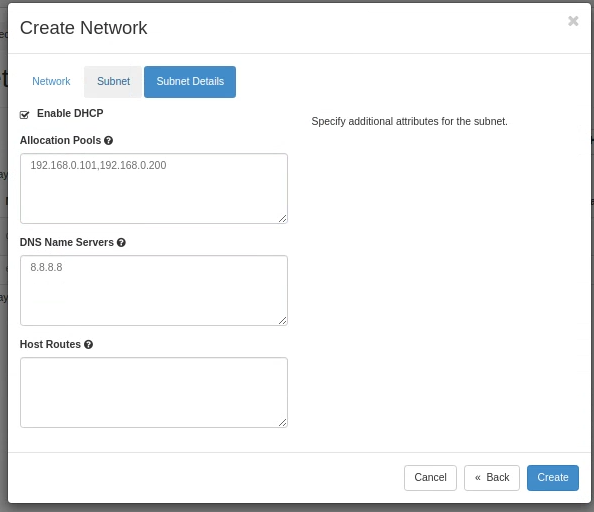 Create Network
Network
Subnet
Subnet Details
Enable DHCP
Specify additional attributes for the subnet.
Allocation Pools
192.168.0.101,192.168.0.200
DNS Name Servers
8.8.8.8
Host Routes
Cancel
« Back
Create